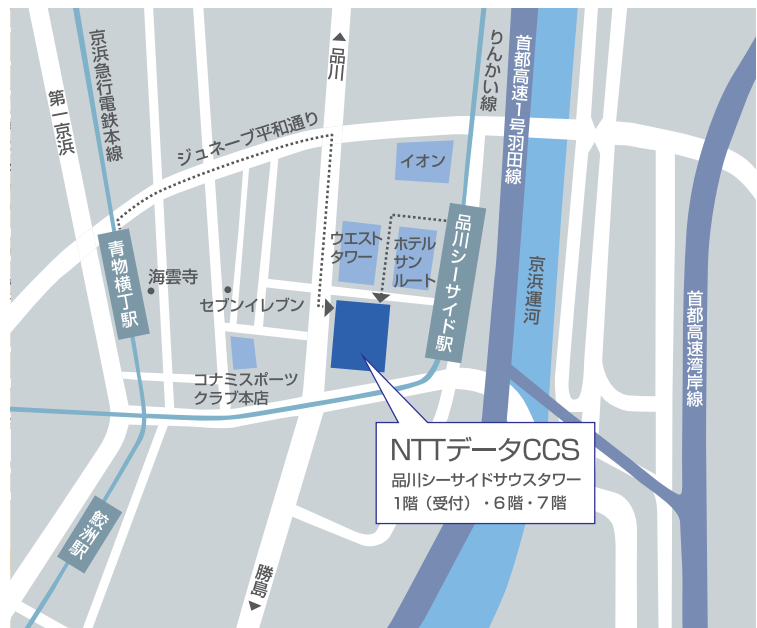 京浜急行電鉄本線
第一京浜
▲品川
りんかい線
首都高速1号羽田線
ジュネーブ平和通り
イオン
品川シーサイド駅
ウエスト
タワー
ホテル
サン
ルート
青物横丁駅
海雲寺
セブンイレブン
京浜運河
首都高速湾岸線
コナミスポーツ
クラブ本店
NTTデータCCS
品川シーサイドサウスタワー
1階（受付）・6階・7階
鮫洲駅
勝島▼